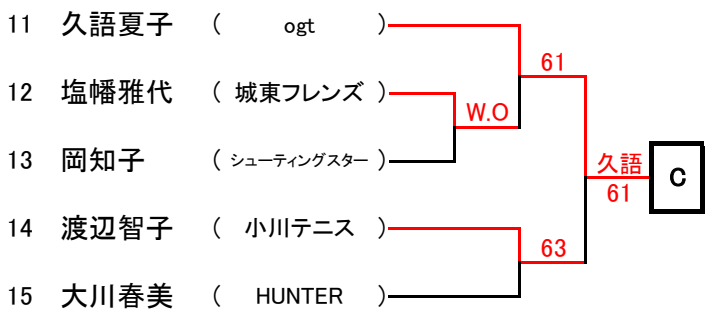 11 久語夏子 ( ogt )
61
12 塩幡雅代 ( 城東フレンズ )
W.O
13 岡知子 ( シューティングスター )
久語
61
C
14 渡辺智子 ( 小川テニス )
63
15 大川春美 ( HUNTER )